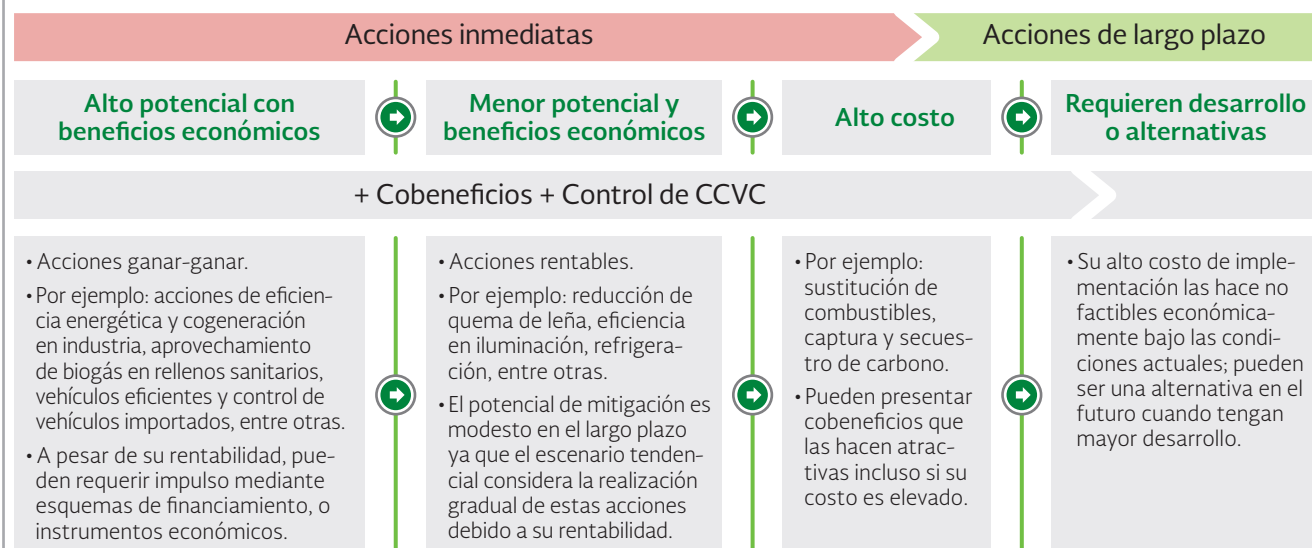 Acciones inmediatas
Acciones de largo plazo
Alto potencial con
beneficios económicos
Menor potencial y
beneficios económicos
Alto costo
Requieren desarrollo
o alternativas
+ Cobeneficios + Control de CCVC
• Acciones ganar-ganar.
• Por ejemplo: acciones de eficien-
cia energética y cogeneración
en industria, aprovechamiento
de biogás en rellenos sanitarios,
vehículos eficientes y control de
vehículos importados, entre otras.
• A pesar de su rentabilidad, pue-
den requerir impulso mediante
esquemas de financiamiento, o
instrumentos económicos.
• Acciones rentables.
• Por ejemplo: reducción de
quema de leña, eficiencia
en iluminación, refrigera-
ción, entre otras.
• El potencial de mitigación es
modesto en el largo plazo
ya que el escenario tenden-
cial considera la realización
gradual de estas acciones
debido a su rentabilidad.
• Por ejemplo:
sustitución de
combustibles,
captura y secues-
tro de carbono.
• Pueden presentar
cobeneficios que
las hacen atrac-
tivas incluso si su
costo es elevado.
• Su alto costo de imple-
mentación las hace no
factibles económica-
mente bajo las condi-
ciones actuales; pueden
ser una alternativa en el
futuro cuando tengan
mayor desarrollo.